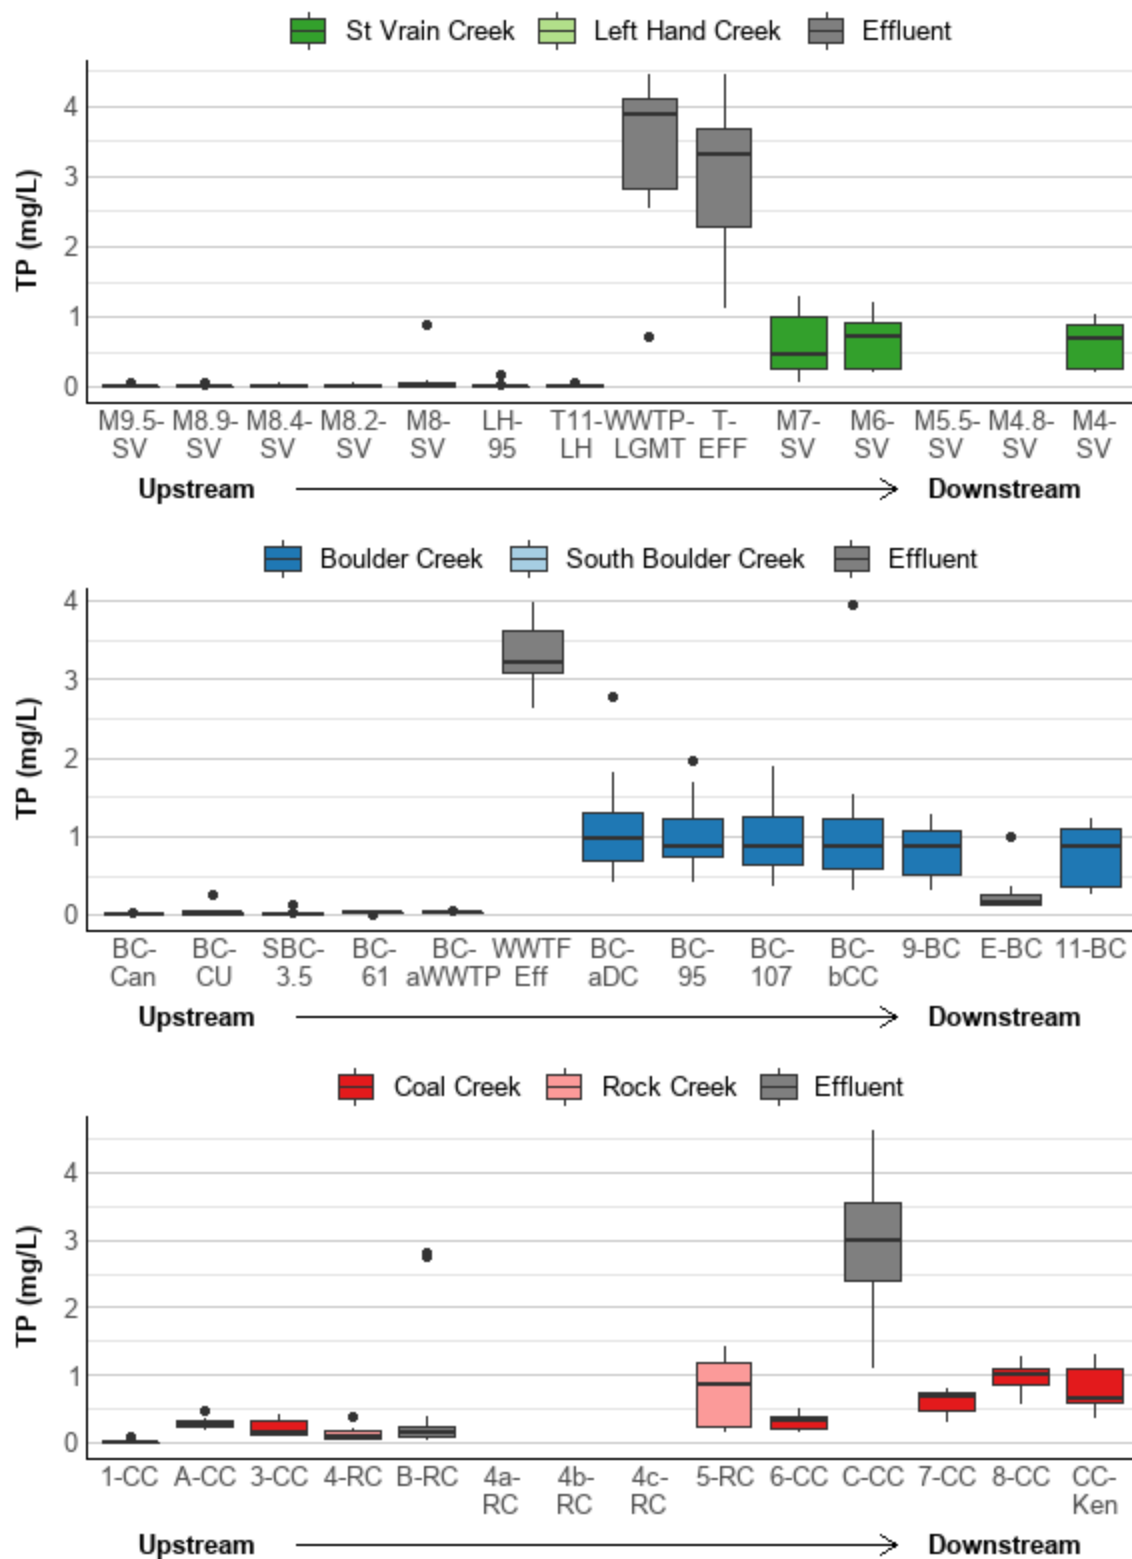 St Vrain Creek Left Hand Creek Effluent
TP (mg/L)
4
3
2
1
0
M9.5- M8.9- M8.4- M8.2- M8- LH- T11- WWTP- T- M7- M6- M5.5- M4.8- M4-
SV SV SV SV SV 95 LH LGMT EFF SV SV SV SV SV
Upstream Downstream
Boulder Creek South Boulder Creek Effluent
TP (mg/L)
4
3
2
1
0
BC- BC- SBC- BC- BC- WWTF BC- BC- BC- BC- 9-BC E-BC 11-BC
Can CU 3.5 61 aWWTP Eff aDC 95 107 bCC
Upstream Downstream
Coal Creek Rock Creek Effluent
TP (mg/L)
4
3
2
1
0
1-CC A-CC 3-CC 4-RC B-RC 4a- 4b- 4c- 5-RC 6-CC C-CC 7-CC 8-CC CC-
RC RC RC Ken
Upstream Downstream